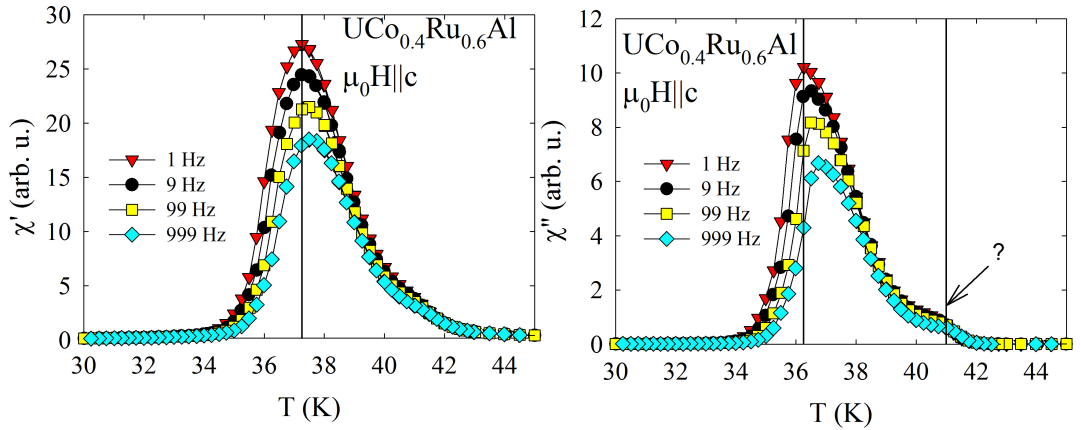 30
25
20
15
10
5
0
χ' (arb. u.)
UCo0.4Ru0.6Al
μ0H||c
1 Hz
9 Hz
99 Hz
999 Hz
30 32 34 36 38 40 42 44
T (K)
12
10
8
6
4
2
0
χ" (arb. u.)
UCo0.4Ru0.6Al
μ0H||c
1 Hz
9 Hz
99 Hz
999 Hz
?
30 32 34 36 38 40 42 44
T (K)